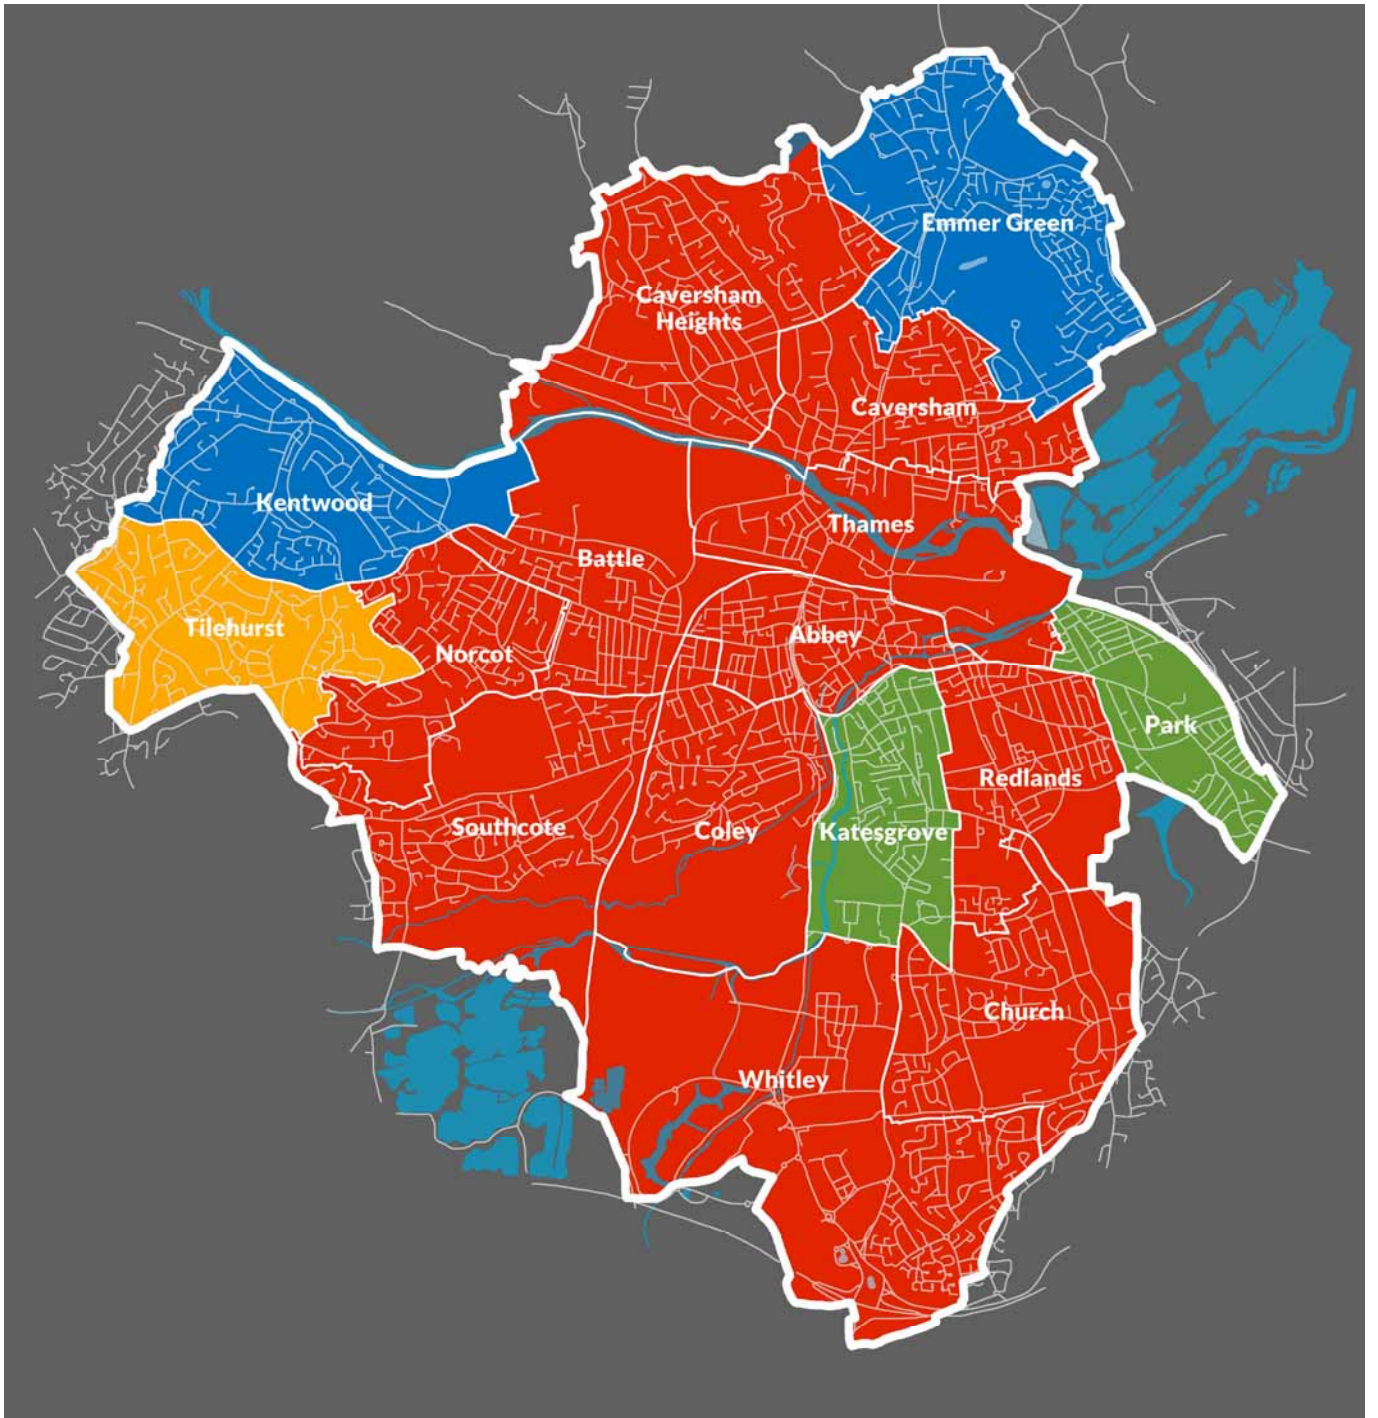 Emmer Green
Caversham
Heights
Caversham
Kentwood
Thames
Battle
Tilehurst
Abbey
Norcot
Park
Redlands
Southcote
Coley
Katesgrove
Church
Whitley